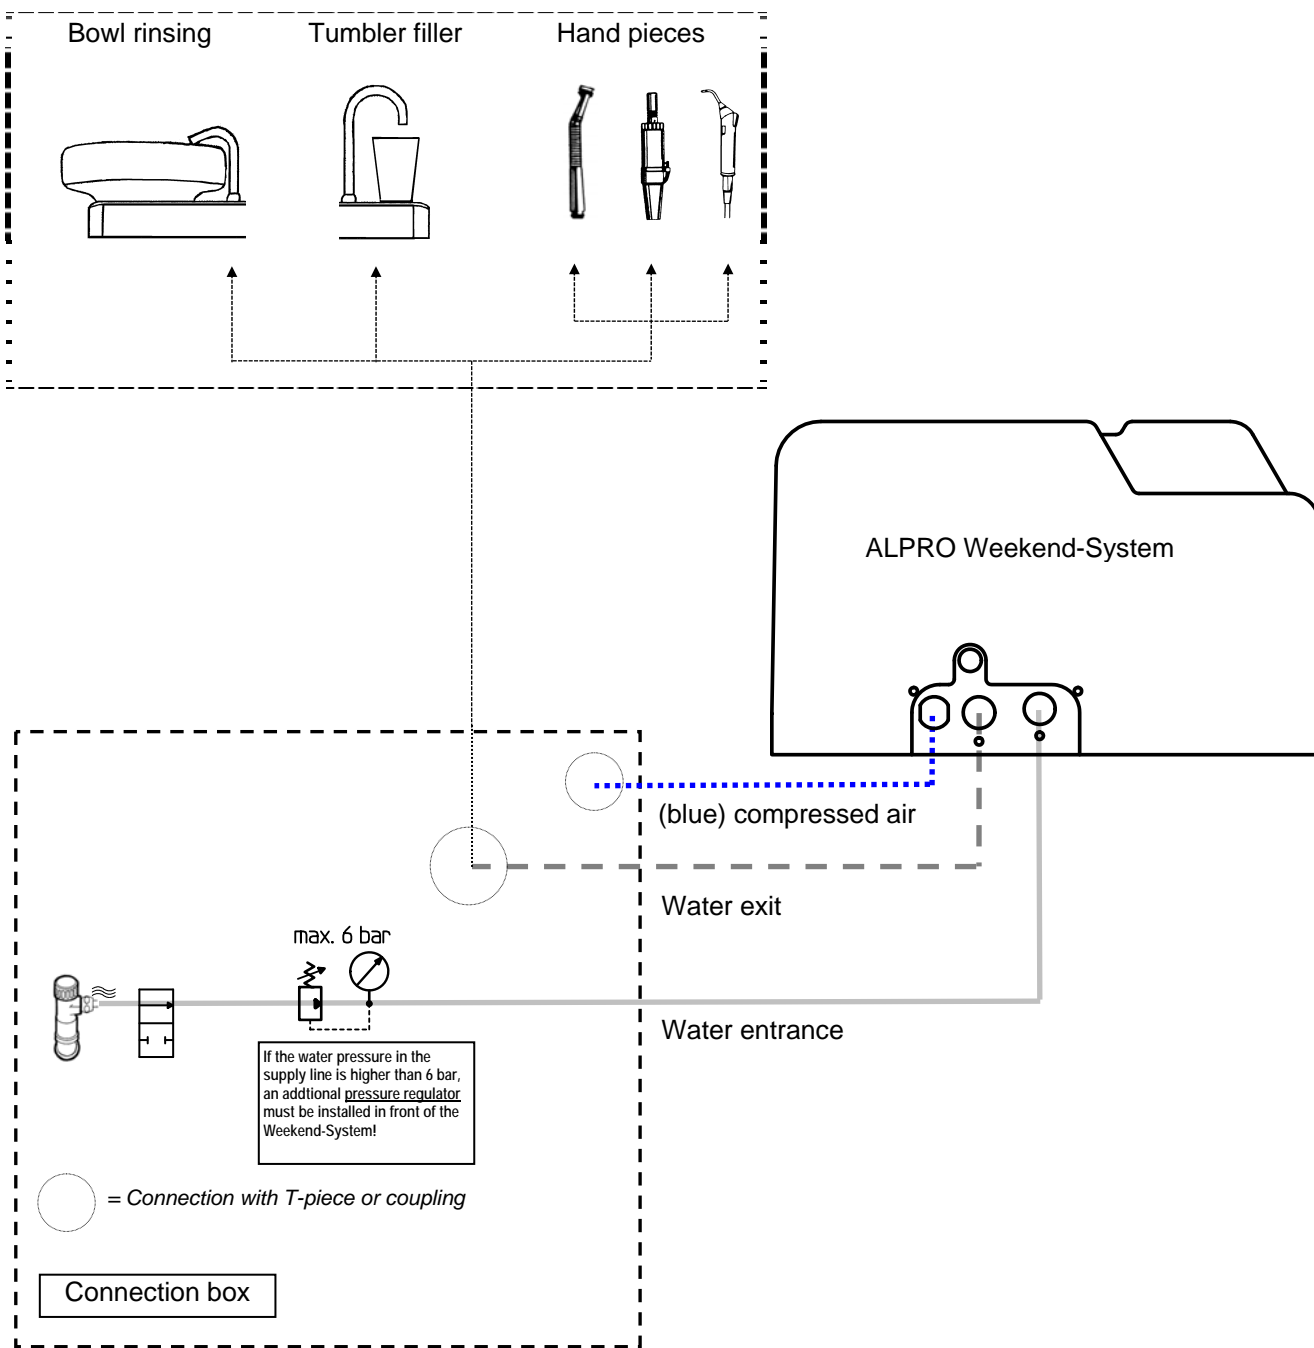 Bowl rinsing
Tumbler filler
Hand pieces
ALPRO Weekend-System
(blue) compressed air
Water exit
max. 6 bar
Water entrance
If the water pressure in the
supply line is higher than 6 bar,
an addtional pressure regulator
must be installed in front of the
Weekend-System!
= Connection with T-piece or coupling
Connection box